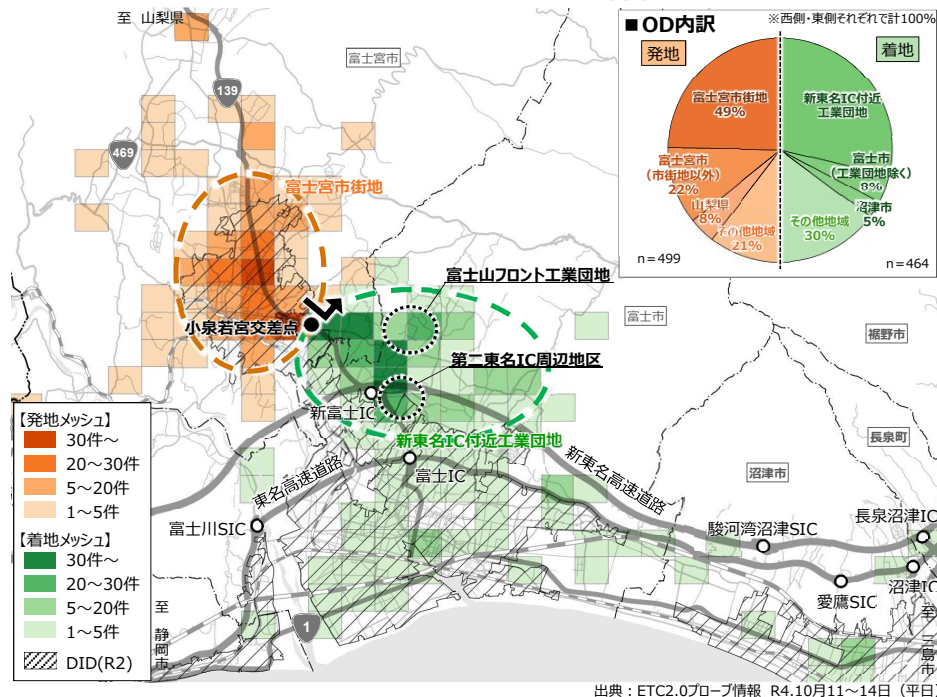 至 山梨県
139
469
富士宮市
富士宮市街地
小泉若宮交差点
富士山フロント工業団地
第二東名IC周辺地区
新富士IC
新東名IC付近工業団地
富士市
裾野市
長泉町
沼津市
東名高速道路
新東名高速道路
富士IC
富士川SIC
駿河湾沼津SIC
長泉沼津IC
愛鷹SIC
沼津IC
至 静岡市
至 三島市
1
■OD内訳
※西側・東側それぞれで計100%
発地
着地
富士宮市街地
49%
富士宮市
(市街地以外)
22%
山梨県
8%
その他地域
21%
新東名IC付近
工業団地
富士市
(工業団地除く)
8%
沼津市
5%
その他地域
30%
n=499
n=464
【発地メッシュ】
30件～
20～30件
5～20件
1～5件
【着地メッシュ】
30件～
20～30件
5～20件
1～5件
DID(R2)
出典：ETC2.0プローブ情報 R4.10月11～14日（平日）